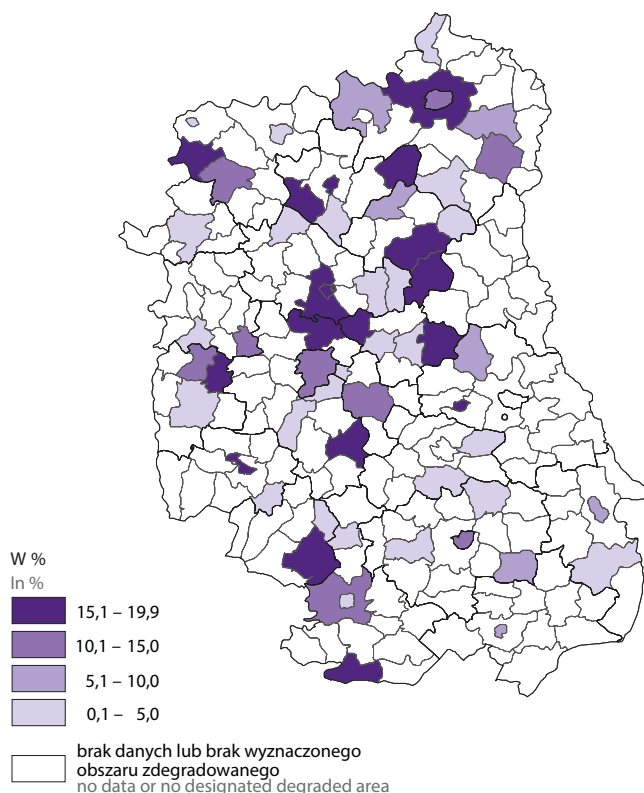 W %
In %
15,1 – 19,9
10,1 – 15,0
5,1 – 10,0
0,1 – 5,0
brak danych lub brak wyznaczonego
obszaru zdegradowanego
no data or no designated degraded area